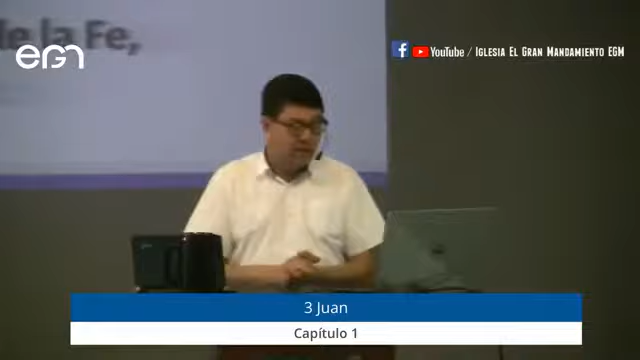 de la Fe,
EGM
YouTube / Iglesia El Gran Mandamiento EGM
3 Juan
Capítulo 1